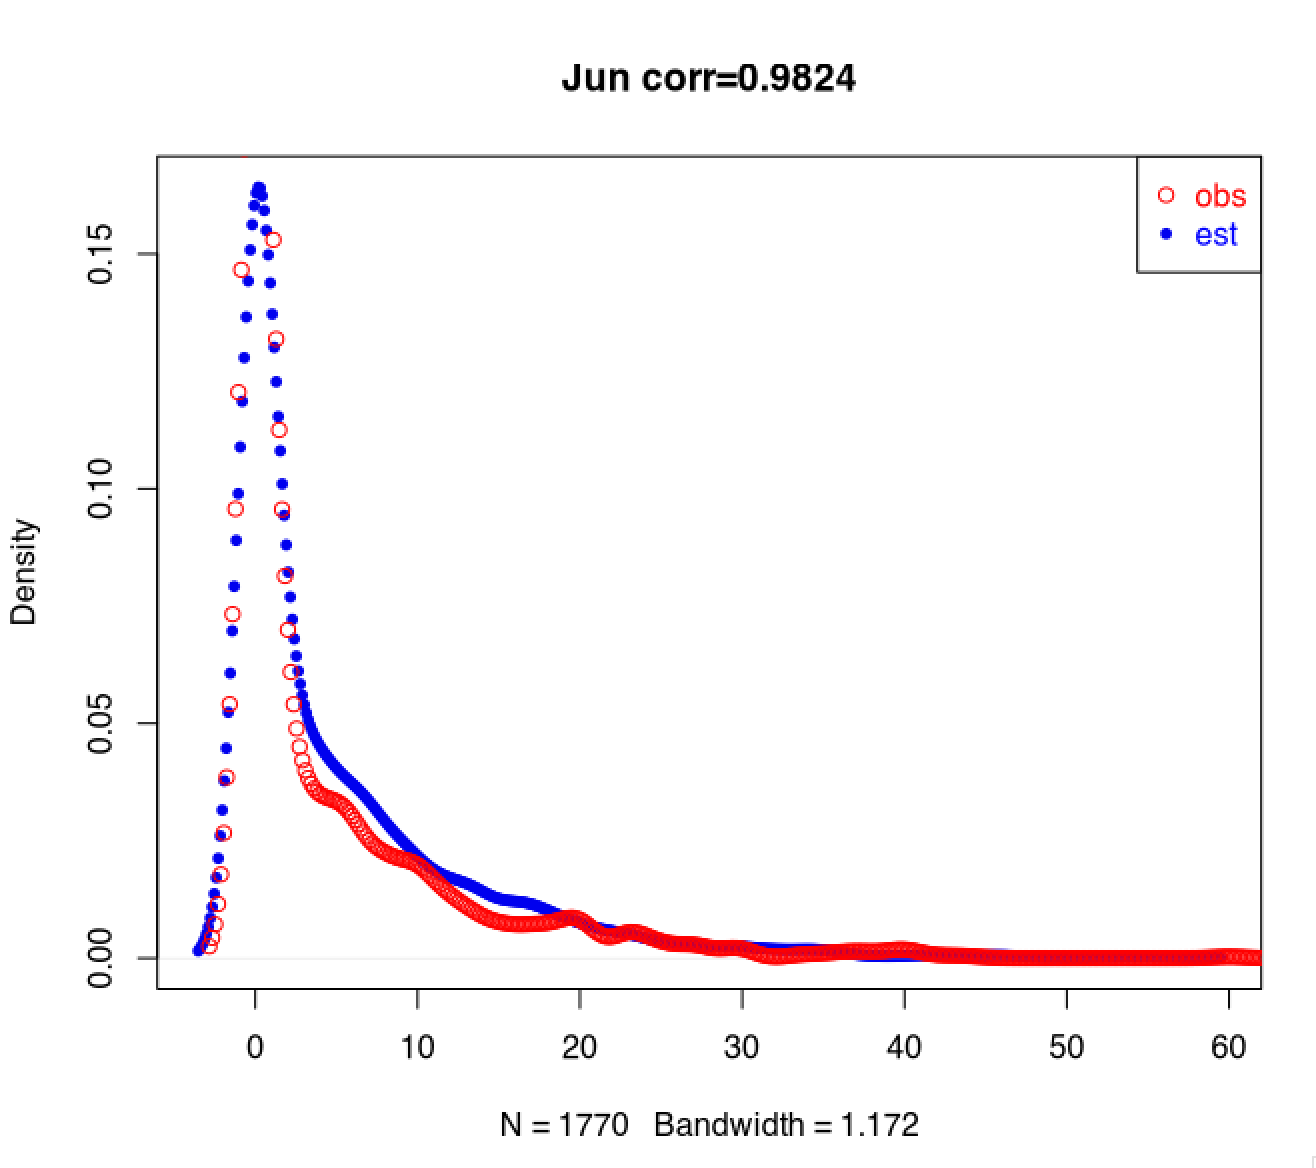 Jun corr=0.9824
obs
est
Density
0.15
0.10
0.05
0.00
0 10 20 30 40 50 60
N = 1770 Bandwidth = 1.172